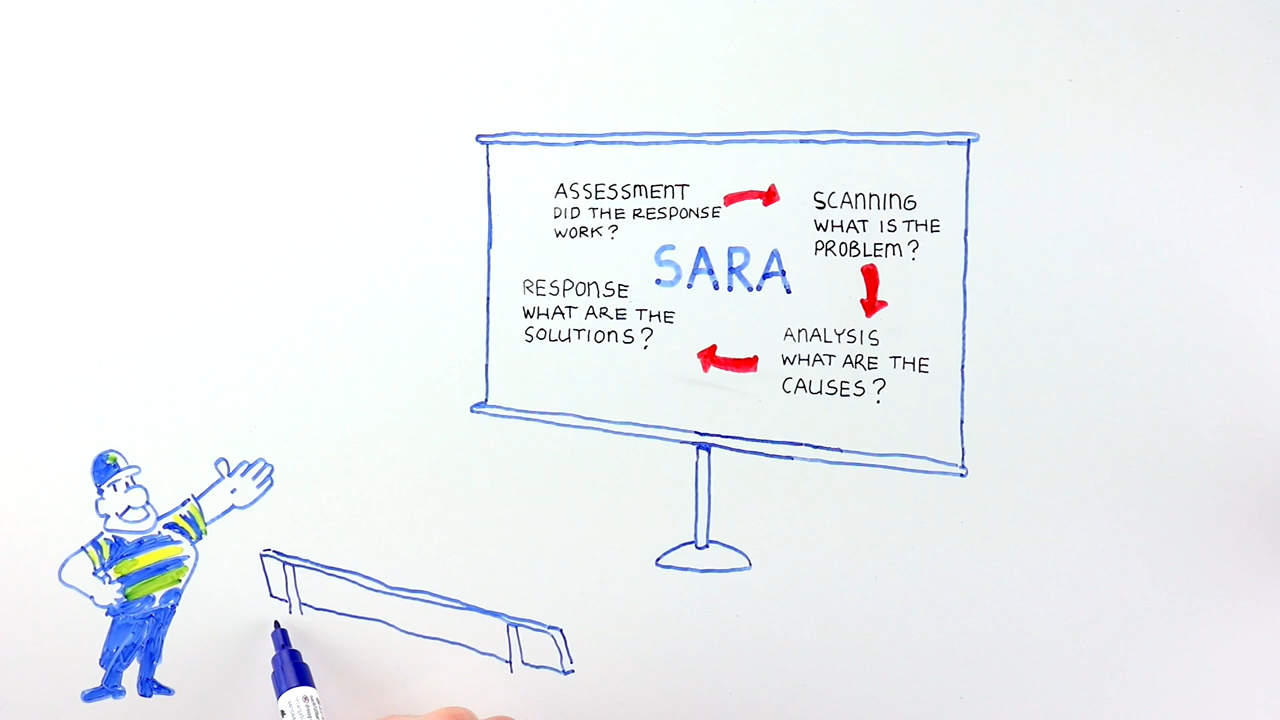 ASSESSMENT
DID THE RESPONSE
WORK?
SCANNING
WHAT IS THE
PROBLEM?
SARA
RESPONSE
WHAT ARE THE
SOLUTIONS?
ANALYSIS
WHAT ARE THE
CAUSES?